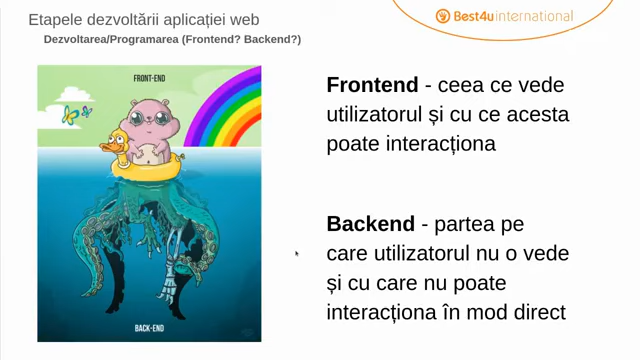 Etapele dezvoltării aplicației web
Dezvoltarea/Programarea (Frontend? Backend?)
Best4u international
FRONT-END
BACK-END
Frontend - ceea ce vede
utilizatorul și cu ce acesta
poate interacționa
Backend - partea pe
care utilizatorul nu o vede
și cu care nu poate
interacționa în mod direct